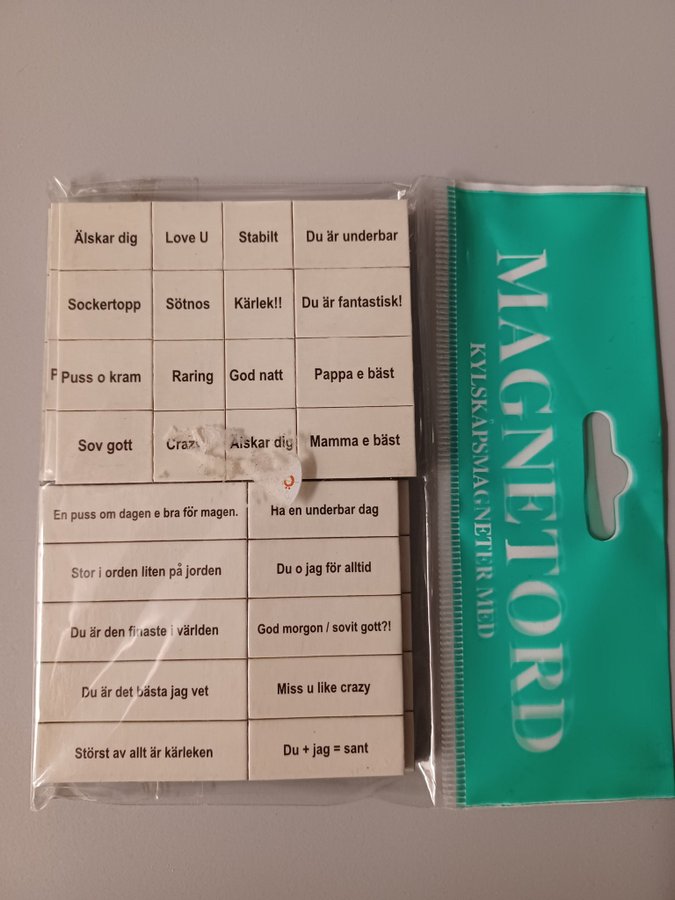 Älskar dig
Love U
Stabilt
Du är underbar
Sockertopp
Sötnos
Kärlek!!
Du är fantastisk!
Puss o kram
Raring
God natt
Pappa e bäst
Sov gott
Älskar dig
Mamma e bäst
En puss om dagen e bra för magen.
Ha en underbar dag
Stor i orden liten på jorden
Du o jag för alltid
Du är den finaste i världen
God morgon / sovit gott?!
Du är det bästa jag vet
Miss u like crazy
Störst av allt är kärleken
Du + jag = sant
MAGNETORD
KYLSKÅPSMAGNETER MED